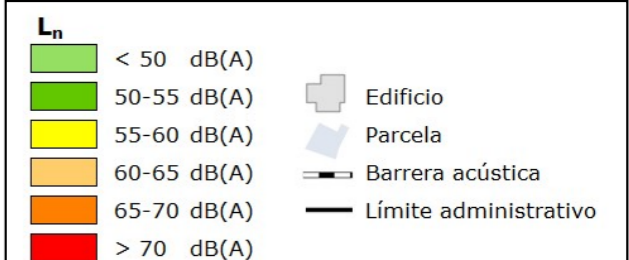 Ln
< 50 dB(A)
50-55 dB(A)
55-60 dB(A)
60-65 dB(A)
65-70 dB(A)
> 70 dB(A)
Edificio
Parcela
Barrera acústica
Límite administrativo